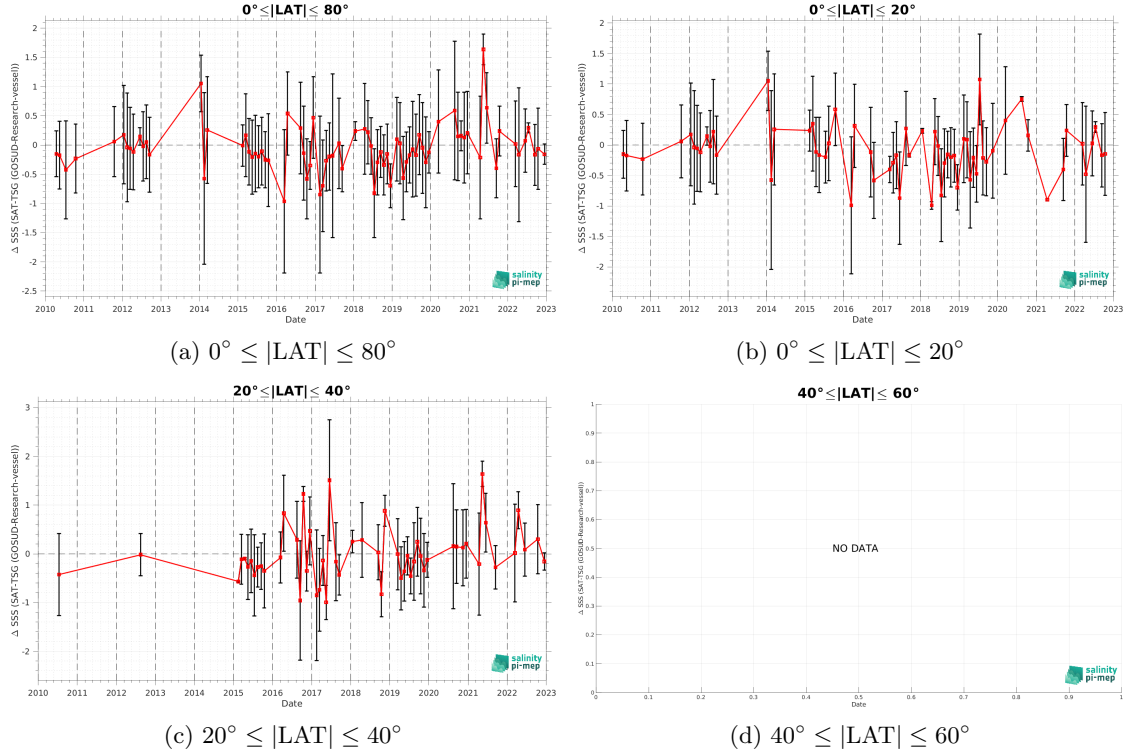 0°≤|LAT|≤ 80°
2
1.5
1
0.5
0
-0.5
-1
-1.5
-2
-2.5
Δ SSS (SAT-TSG (GOSUD-Research-vessel))
2010 2011 2012 2013 2014 2015 2016 2017 2018 2019 2020 2021 2022 2023
Date
salinity
pi-mep
(a) 0° ≤ |LAT| ≤ 80°
0°≤|LAT|≤ 20°
2
1.5
1
0.5
0
-0.5
-1
-1.5
-2
Δ SSS (SAT-TSG (GOSUD-Research-vessel))
2010 2011 2012 2013 2014 2015 2016 2017 2018 2019 2020 2021 2022 2023
Date
salinity
pi-mep
(b) 0° ≤ |LAT| ≤ 20°
20°≤|LAT|≤ 40°
3
2
1
0
-1
-2
Δ SSS (SAT-TSG (GOSUD-Research-vessel))
2010 2011 2012 2013 2014 2015 2016 2017 2018 2019 2020 2021 2022 2023
Date
salinity
pi-mep
(c) 20° ≤ |LAT| ≤ 40°
40°≤|LAT|≤ 60°
1
0.9
0.8
0.7
0.6
0.5
0.4
0.3
0.2
0.1
0
Δ SSS (SAT-TSG (GOSUD-Research-vessel))
NO DATA
0 0.1 0.2 0.3 0.4 0.5 0.6 0.7 0.8 0.9 1
Date
salinity
pi-mep
(d) 40° ≤ |LAT| ≤ 60°